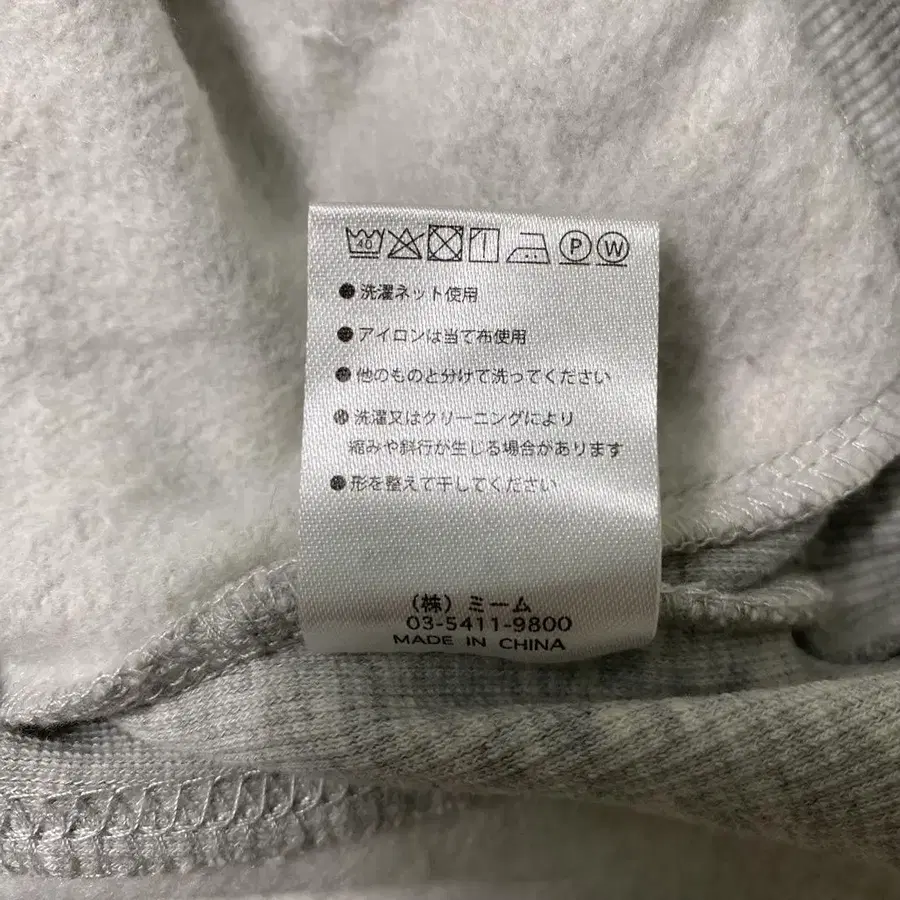 40 P W
●洗濯ネット使用
●アイロンは当て布使用
●他のものと分けて洗ってください
●洗濯又はクリーニングにより
縮みや斜行が生じる場合があります
●形を整えて干してください
(株)ミーム
03-5411-9800
MADE IN CHINA